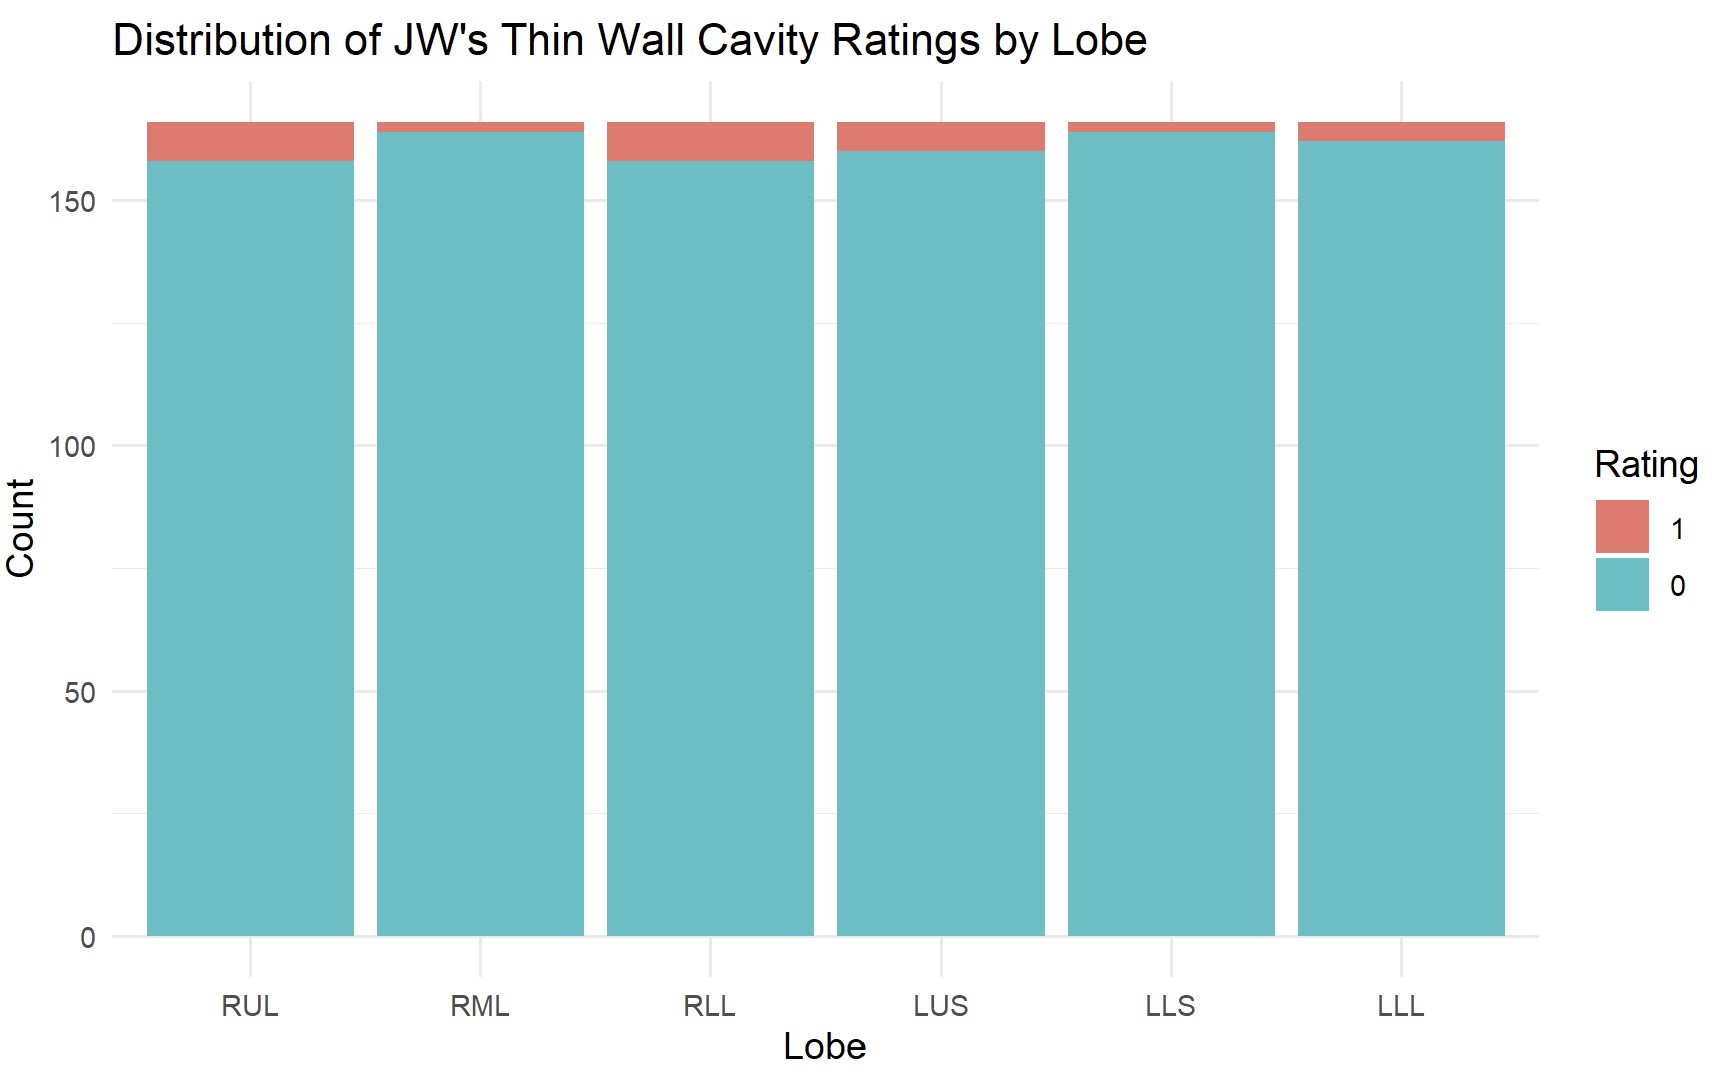 Distribution of JW's Thin Wall Cavity Ratings by Lobe
150
100
50
0
Count
RUL RML RLL LUS LLS LLL
Lobe
Rating
1
0